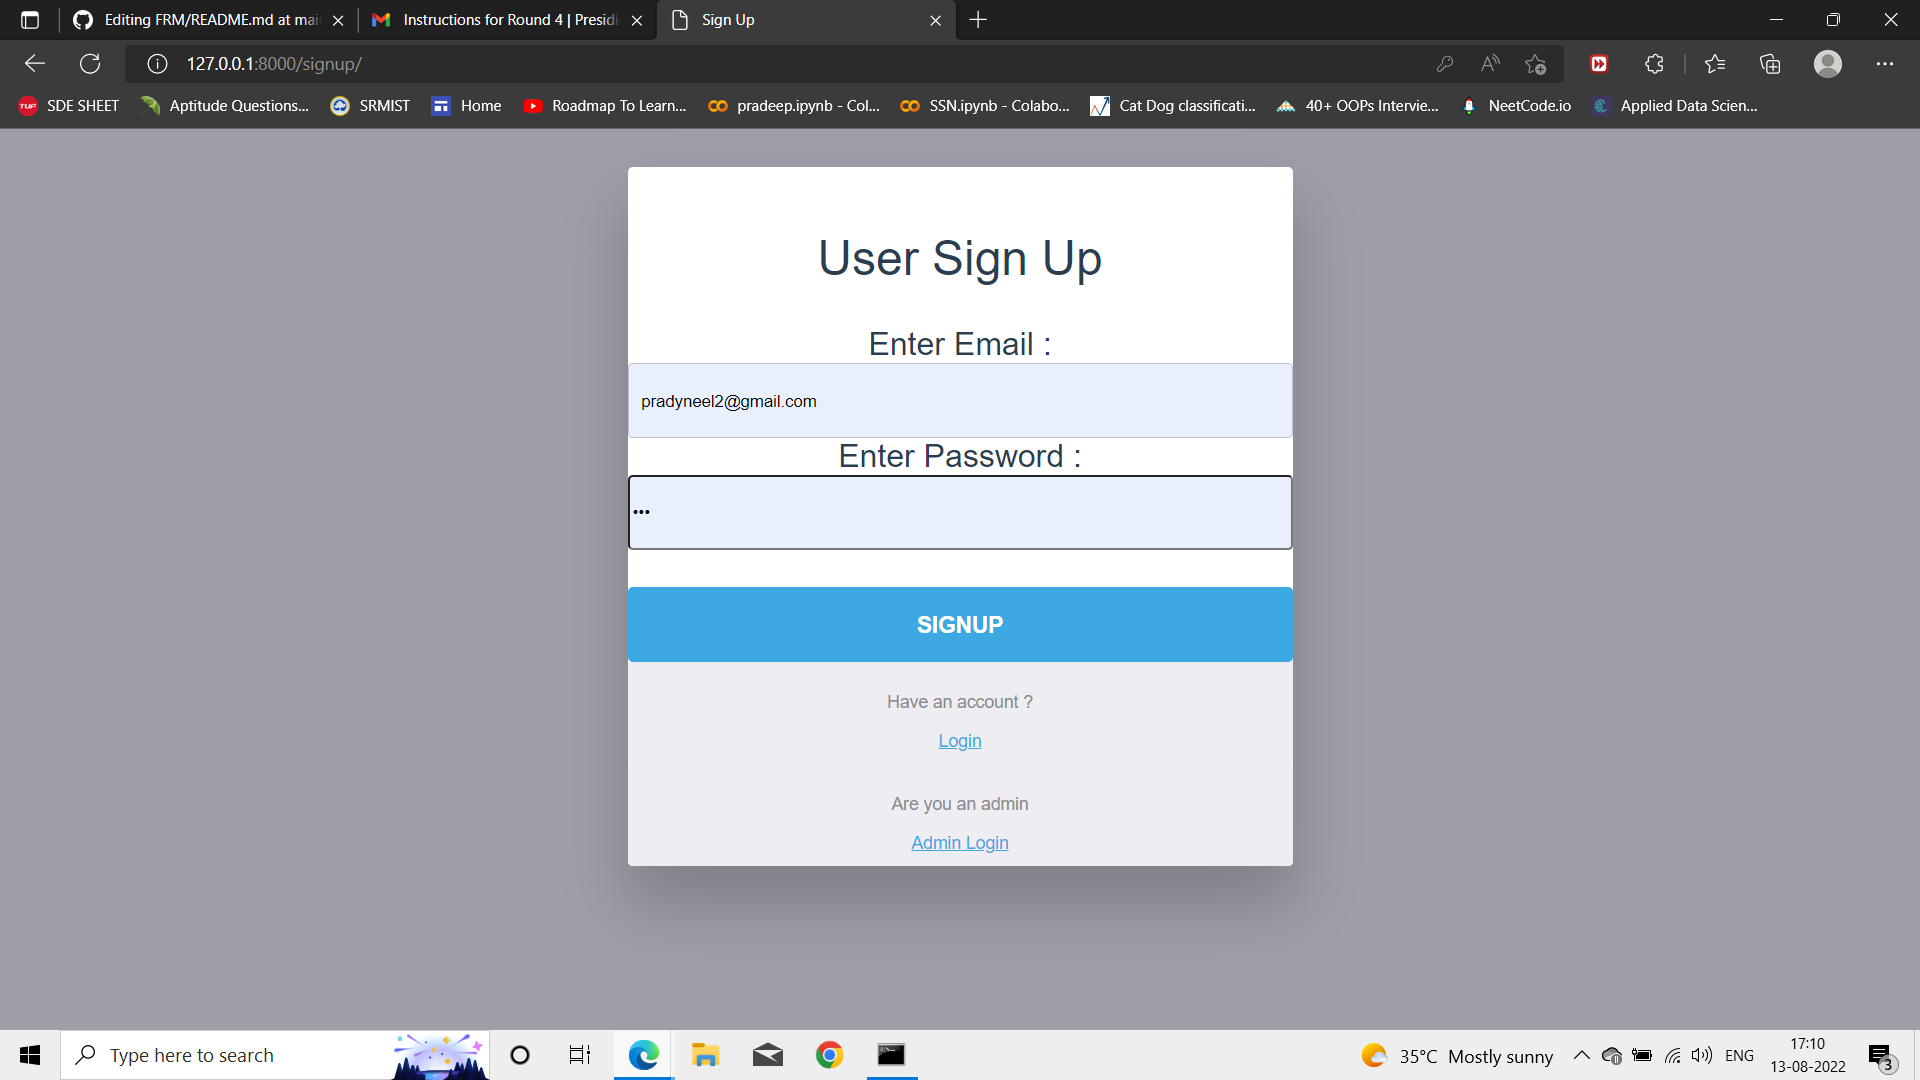 Editing FRM/README.md at mai
Instructions for Round 4 | Presidi
Sign Up
127.0.0.1:8000/signup/
SDE SHEET
Aptitude Questions...
SRMIST
Home
Roadmap To Learn...
pradeep.ipynb - Col...
SSN.ipynb - Colabo...
Cat Dog classificati...
40+ OOPs Intervie...
NeetCode.io
Applied Data Scien...
User Sign Up
Enter Email :
pradyneel2@gmail.com
Enter Password :
•••
SIGNUP
Have an account ?
Login
Are you an admin
Admin Login
Type here to search
35°C Mostly sunny
ENG
17:10
13-08-2022
3